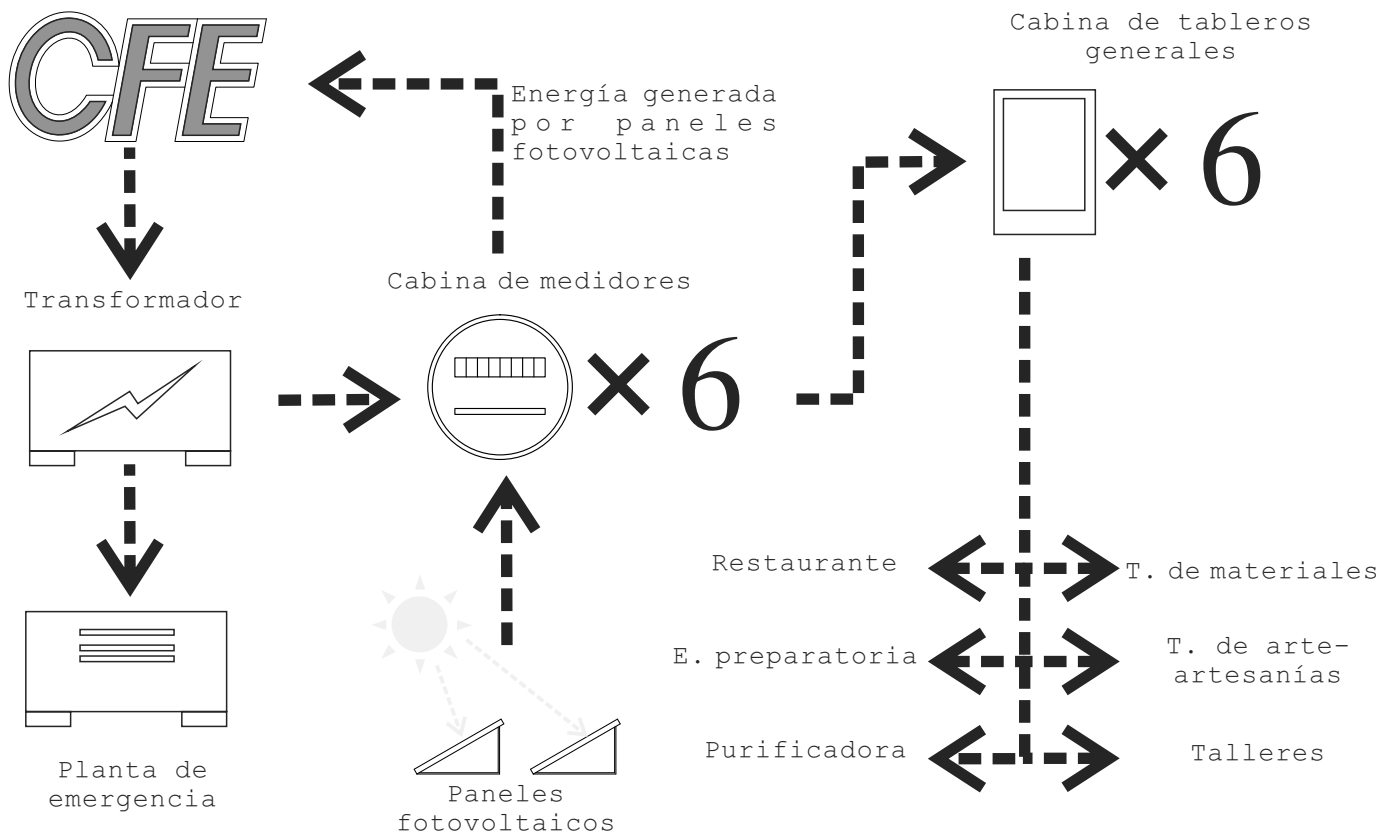 CFE
Energía generada
por paneles
fotovoltaicas
Cabina de tableros
generales
× 6
Transformador
Cabina de medidores
× 6
Restaurante
T. de materiales
E. preparatoria
T. de arte-
artesanías
Purificadora
Talleres
Planta de
emergencia
Paneles
fotovoltaicos